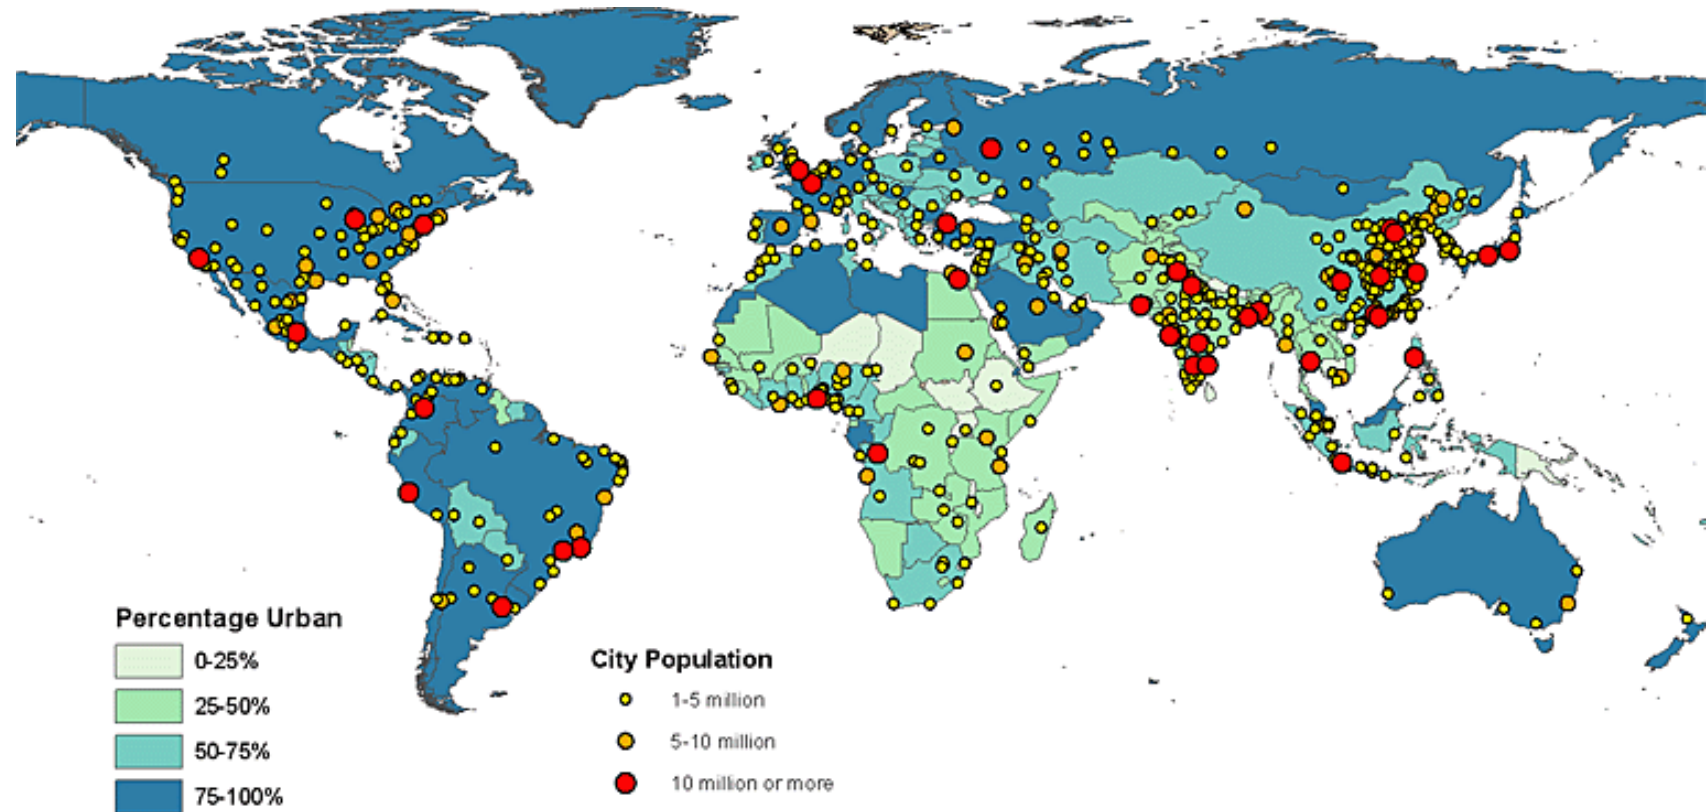 Percentage Urban
0-25%
25-50%
50-75%
75-100%
City Population
1-5 million
5-10 million
10 million or more